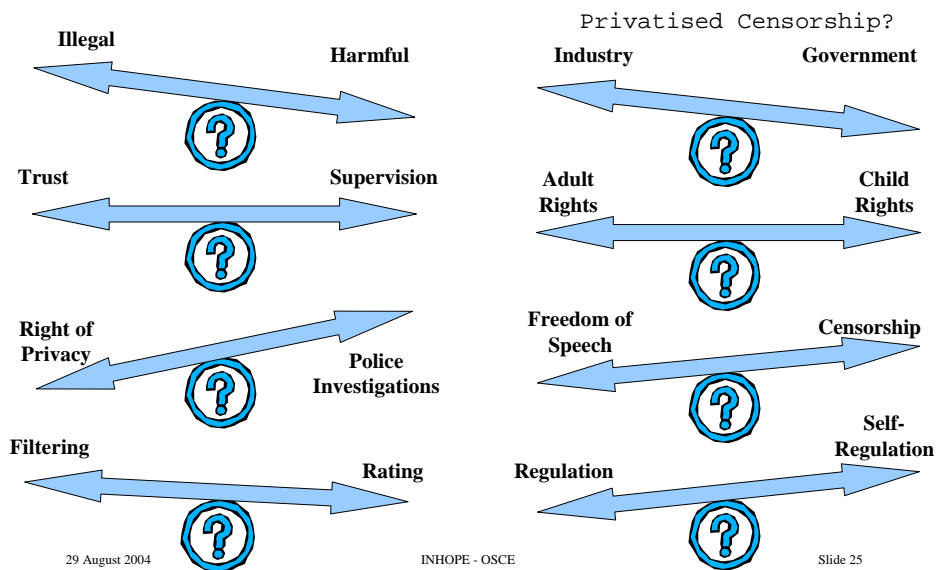 Privatised Censorship?
Illegal
Harmful
?
Trust
Supervision
?
Right of
Privacy
Police
Investigations
?
Filtering
Rating
?
Industry
Government
?
Adult
Rights
Child
Rights
?
Freedom of
Speech
Censorship
?
Regulation
Self-
Regulation
?
29 August 2004
INHOPE - OSCE
Slide 25